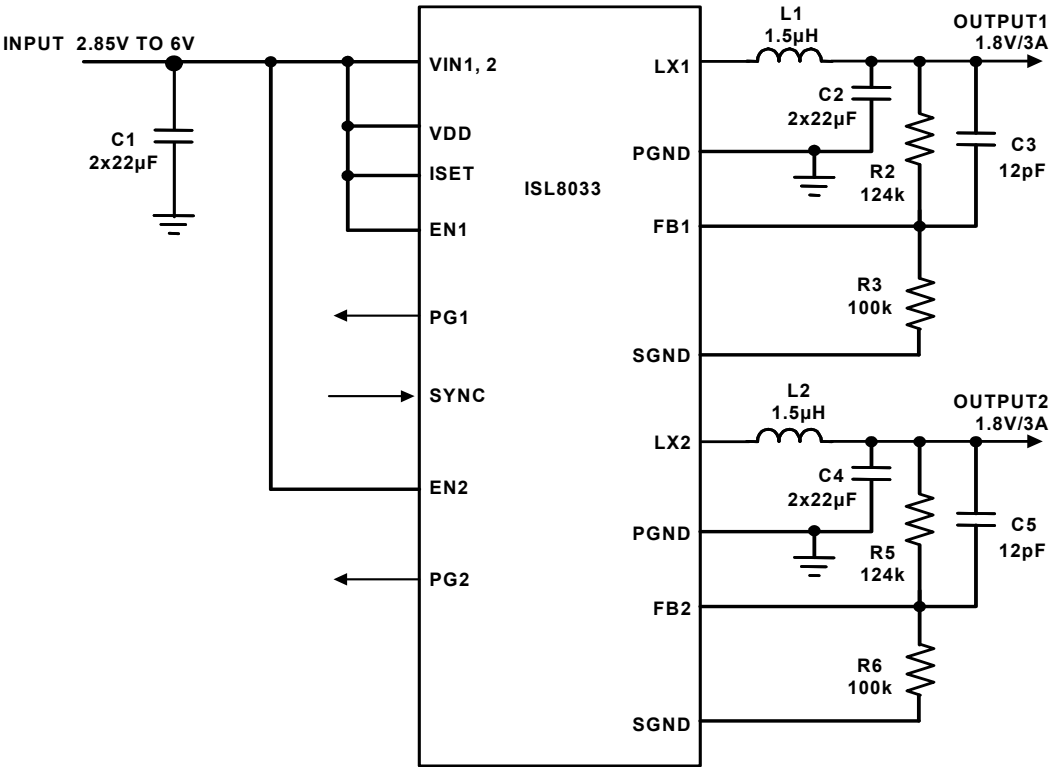 INPUT 2.85V TO 6V
C1
2x22µF
VIN1, 2
VDD
ISET
EN1
PG1
SYNC
EN2
PG2
ISL8033
LX1
PGND
FB1
SGND
LX2
PGND
FB2
SGND
L1
1.5µH
OUTPUT1
1.8V/3A
C2
2x22µF
R2
124k
C3
12pF
R3
100k
L2
1.5µH
OUTPUT2
1.8V/3A
C4
2x22µF
R5
124k
C5
12pF
R6
100k